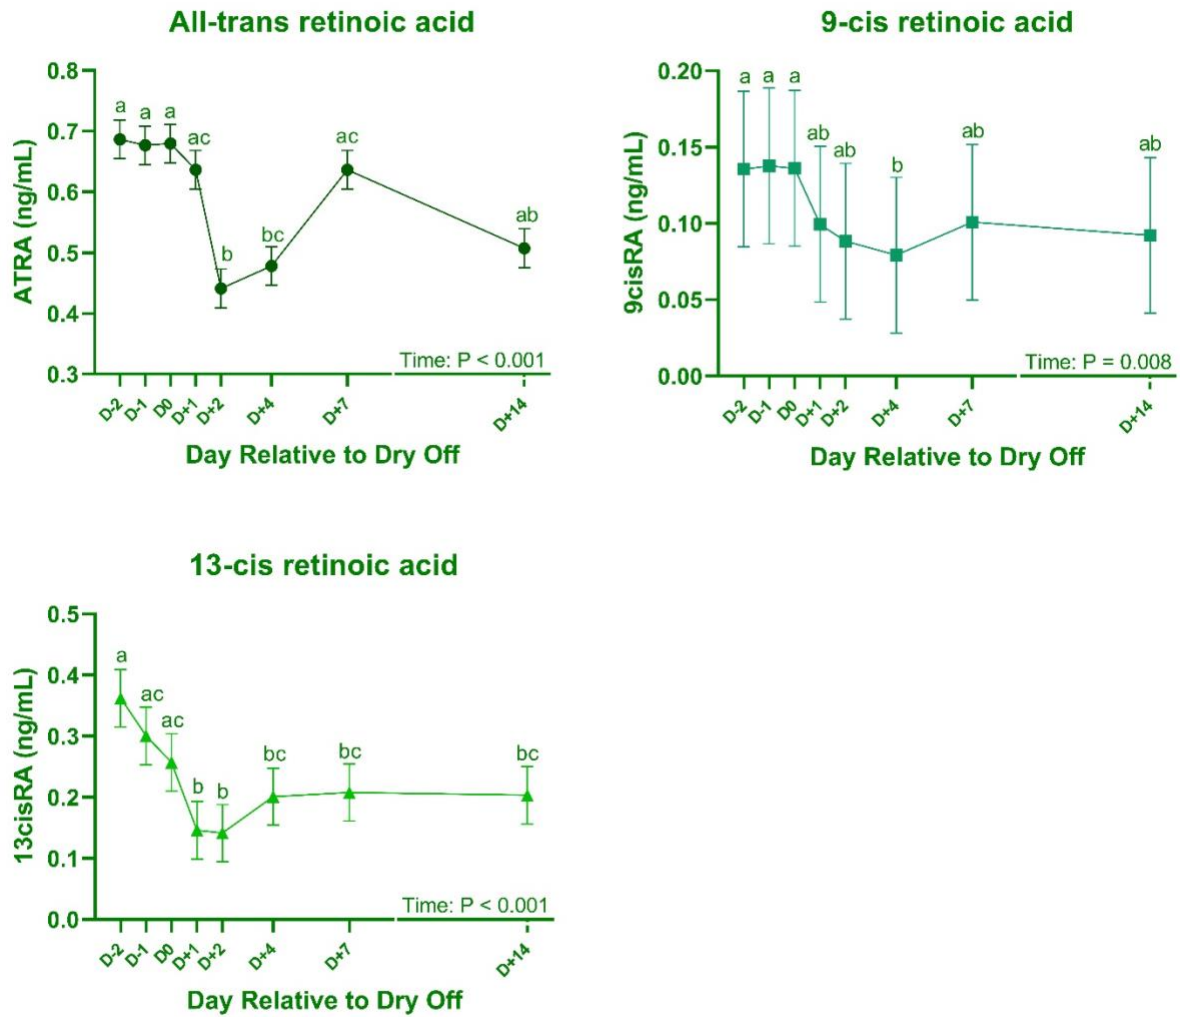 All-trans retinoic acid
0.8
0.7
0.6
0.5
0.4
0.3
ATRA (ng/mL)
a a a ac b bc ac ab
Time: P < 0.001
D-2 D-1 D0 D+1 D+2 D+4 D+7 D+14
Day Relative to Dry Off
9-cis retinoic acid
0.20
0.15
0.10
0.05
0.00
9cisRA (ng/mL)
a a a ab ab b ab ab
Time: P = 0.008
D-2 D-1 D0 D+1 D+2 D+4 D+7 D+14
Day Relative to Dry Off
13-cis retinoic acid
0.5
0.4
0.3
0.2
0.1
0.0
13cisRA (ng/mL)
a ac ac b b bc bc bc
Time: P < 0.001
D-2 D-1 D0 D+1 D+2 D+4 D+7 D+14
Day Relative to Dry Off